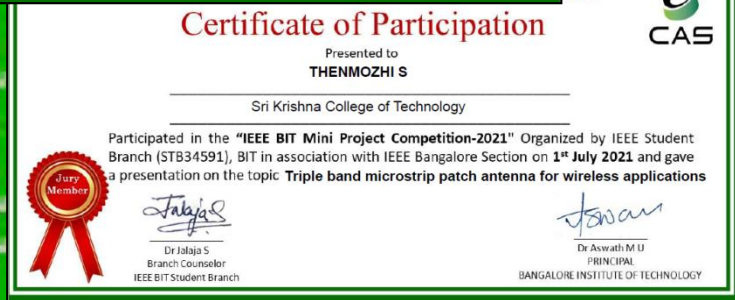 CAS
Certificate of Participation
Presented to
THENMOZHI S
Sri Krishna College of Technology
Participated in the "IEEE BIT Mini Project Competition-2021" Organized by IEEE Student
Branch (STB34591), BIT in association with IEEE Bangalore Section on 1st July 2021 and gave
a presentation on the topic Triple band microstrip patch antenna for wireless applications
Jury
Member
Jalaja S
Dr Jalaja S
Branch Counselor
IEEE BIT Student Branch
Dr Aswath M U
PRINCIPAL
BANGALORE INSTITUTE OF TECHNOLOGY